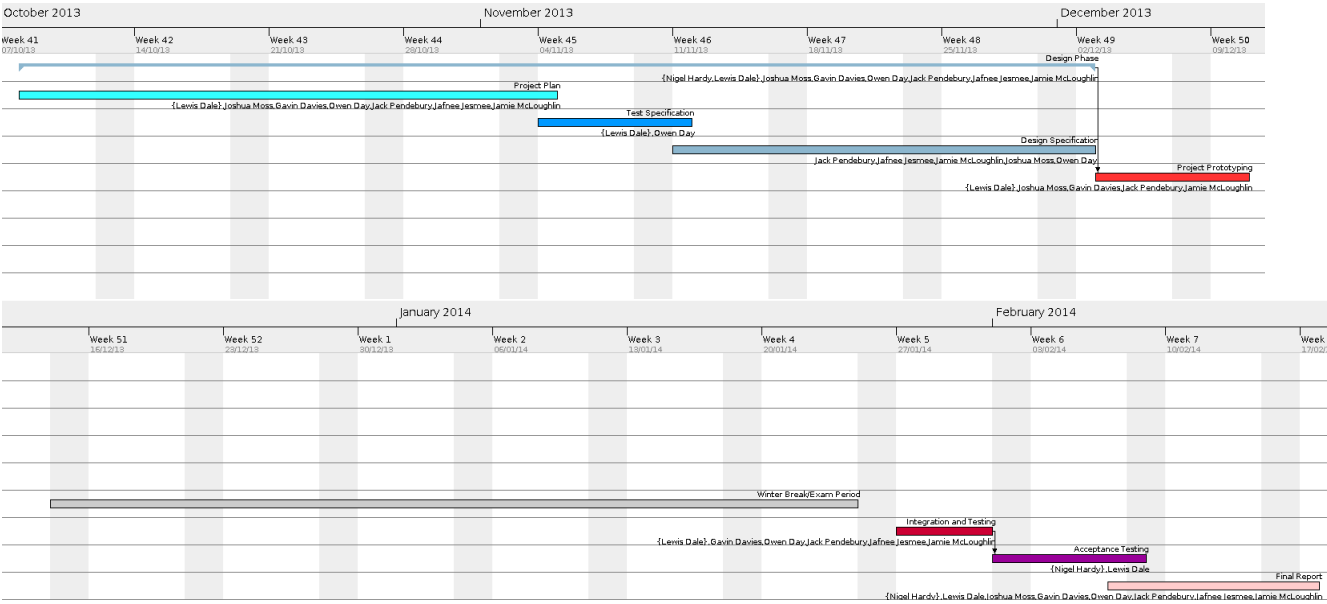 October 2013 November 2013 December 2013
Week 41 Week 42 Week 43 Week 44 Week 45 Week 46 Week 47 Week 48 Week 49 Week 50
07/10/13 14/10/13 21/10/13 28/10/13 04/11/13 11/11/13 18/11/13 25/11/13 02/12/13 09/12/13
Design Phase
{Nigel Hardy,Lewis Dale},Joshua Moss,Gavin Davies,Owen Day,Jack Pendebury,Jafnee Jesmee,Jamie McLoughlin
Project Plan
{Lewis Dale},Joshua Moss,Gavin Davies,Owen Day,Jack Pendebury,Jafnee Jesmee,Jamie McLoughlin
Test Specification
{Lewis Dale},Owen Day
Design Specification
Jack Pendebury,Jafnee Jesmee,Jamie McLoughlin,Joshua Moss,Owen Day
Project Prototyping
{Lewis Dale},Joshua Moss,Gavin Davies,Jack Pendebury,Jamie McLoughlin
January 2014 February 2014
Week 51 Week 52 Week 1 Week 2 Week 3 Week 4 Week 5 Week 6 Week 7 Week
16/12/13 23/12/13 30/12/13 06/01/14 13/01/14 20/01/14 27/01/14 03/02/14 10/02/14 17/02/
Winter Break/Exam Period
Integration and Testing
{Lewis Dale},Gavin Davies,Owen Day,Jack Pendebury,Jafnee Jesmee,Jamie McLoughlin
Acceptance Testing
{Nigel Hardy},Lewis Dale
Final Report
{Nigel Hardy},Lewis Dale,Joshua Moss,Gavin Davies,Owen Day,Jack Pendebury,Jafnee Jesmee,Jamie McLoughlin